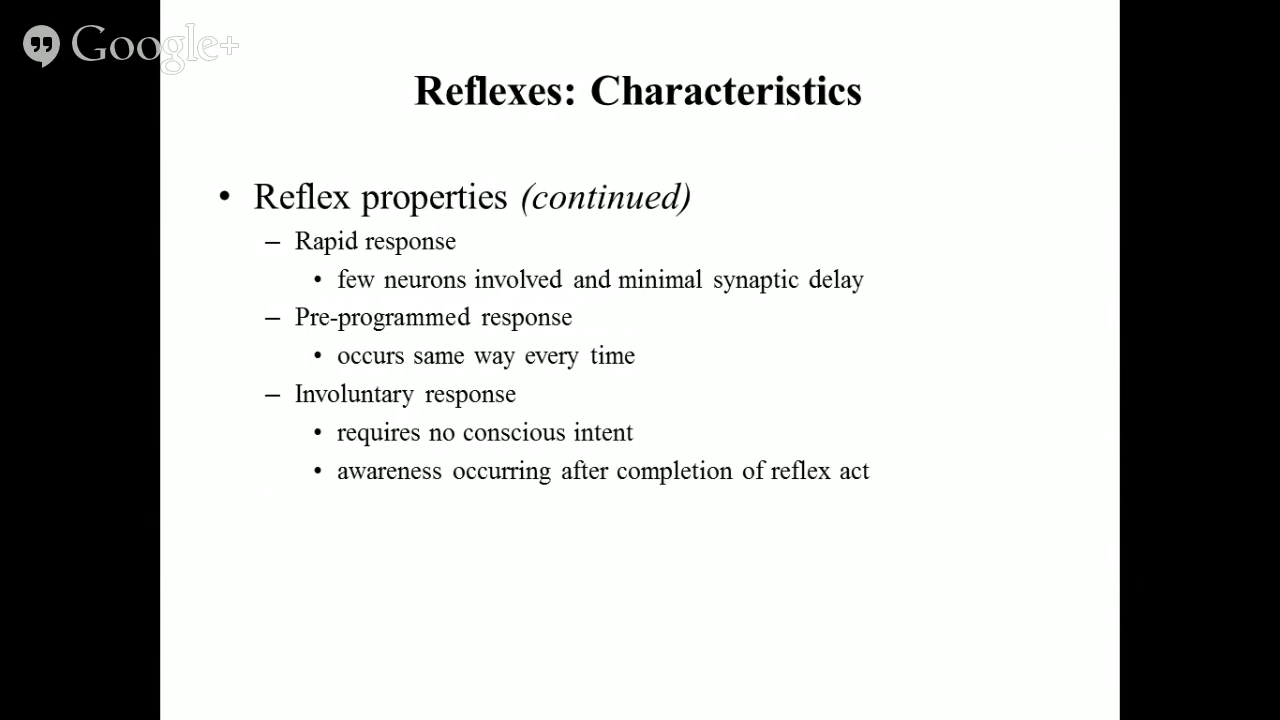 Google+
Reflexes: Characteristics
• Reflex properties (continued)
– Rapid response
• few neurons involved and minimal synaptic delay
– Pre-programmed response
• occurs same way every time
– Involuntary response
• requires no conscious intent
• awareness occurring after completion of reflex act